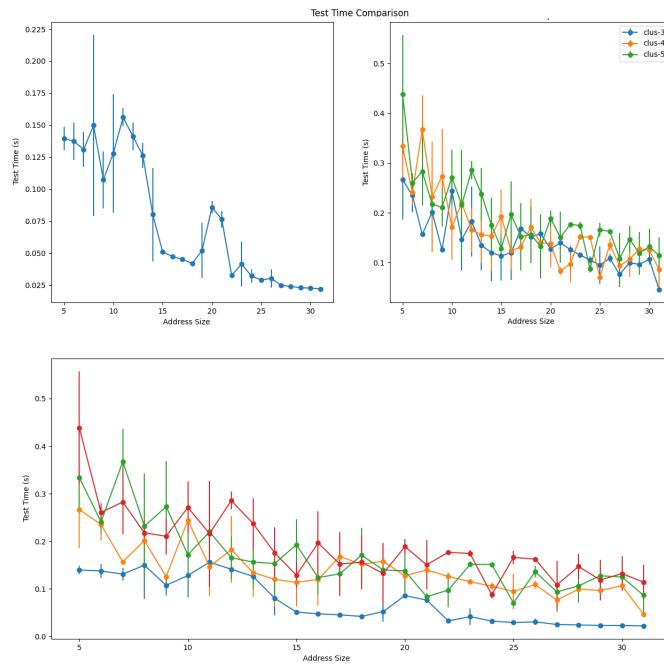 Test Time Comparison
0.225
0.200
0.175
0.150
0.125
0.100
0.075
0.050
0.025
Test Time (s)
5 10 15 20 25 30
Address Size
clus-3
clus-4
clus-5
0.5
0.4
0.3
0.2
0.1
Test Time (s)
5 10 15 20 25 30
Address Size
0.5
0.4
0.3
0.2
0.1
0.0
Test Time (s)
5 10 15 20 25 30
Address Size